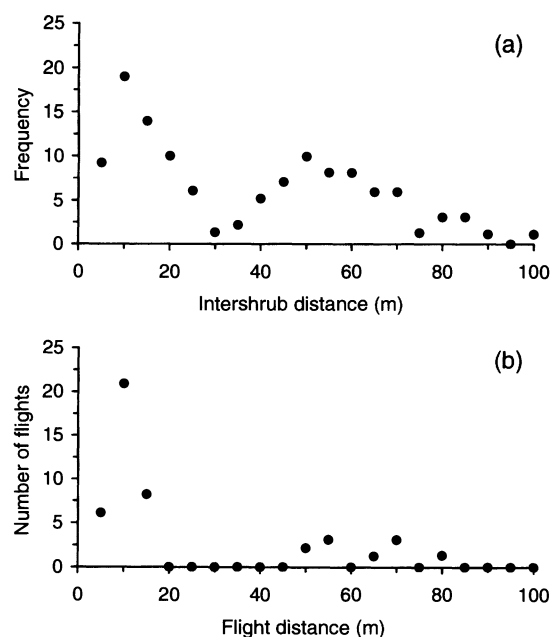 (a)
Frequency
25
20
15
10
5
0
0 20 40 60 80 100
Intershrub distance (m)
(b)
Number of flights
25
20
15
10
5
0
0 20 40 60 80 100
Flight distance (m)